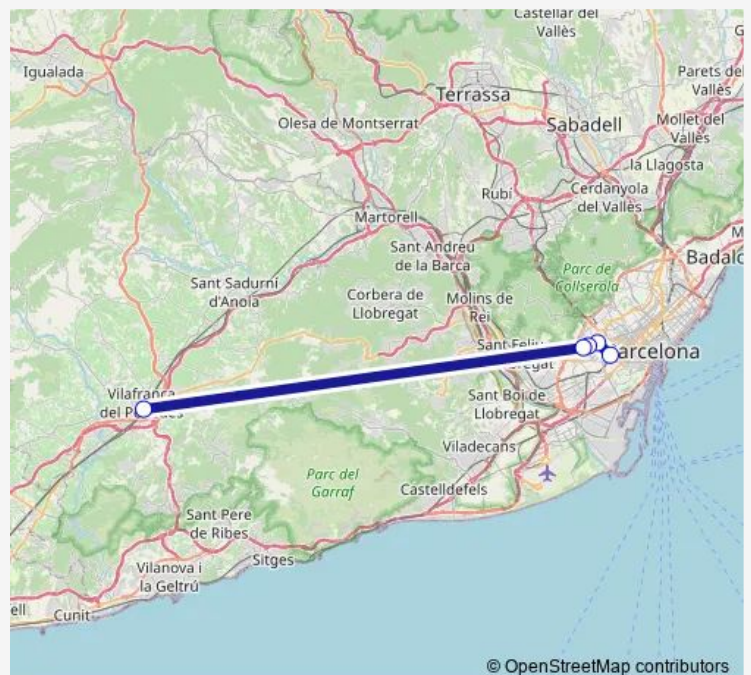 Castellar del
Vallès
Igualada
Parets del
Vallès
Terrassa
Olesa de Montserrat
Sabadell
Mollet del
Vallès
la Llagosta
Rubí
Cerdanyola
del Vallès
Martorell
Sant Andreu
de la Barca
Badalo
Parc de
Collserola
Sant Sadurní
d'Anoia
Corbera de
Llobregat
Molins de
Rei
Sant Feliu
Barcelona
Vilafranca
del
Sant Boi de
Llobregat
Viladecans
Parc del
Garraf
Castelldefels
Sant Pere
de Ribes
Sitges
Vilanova i
la Geltrú
ell
Cunit
© OpenStreetMap contributors